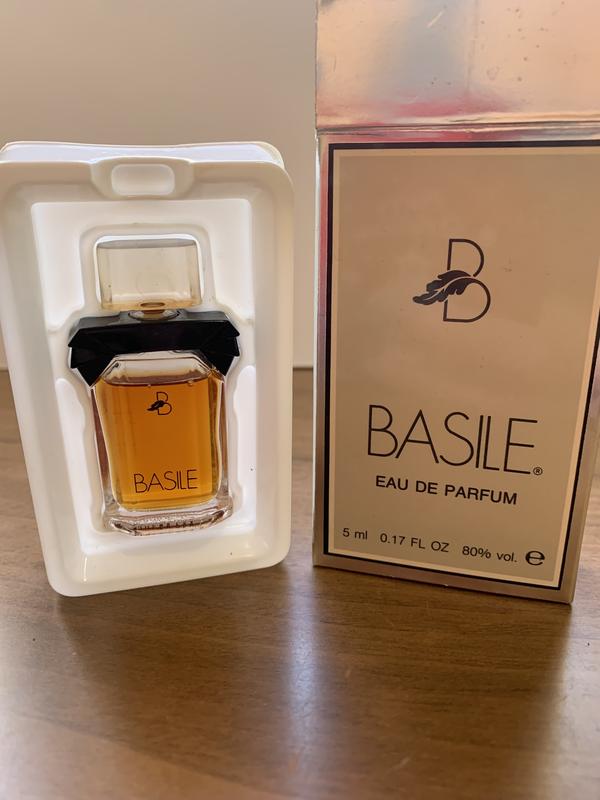 B
BASILE
B
BASILE®
EAU DE PARFUM
5 ml 0.17 FL OZ 80% vol. ℮